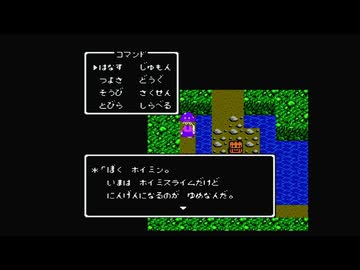 コマンド
▶はなす　じゅもん
つよさ　どうぐ
そうび　さくせん
とびら　しらべる
＊「ぼく　ホイミン。
いまは　ホイミスライムだけど
にんげんになるのが　ゆめなんだ。